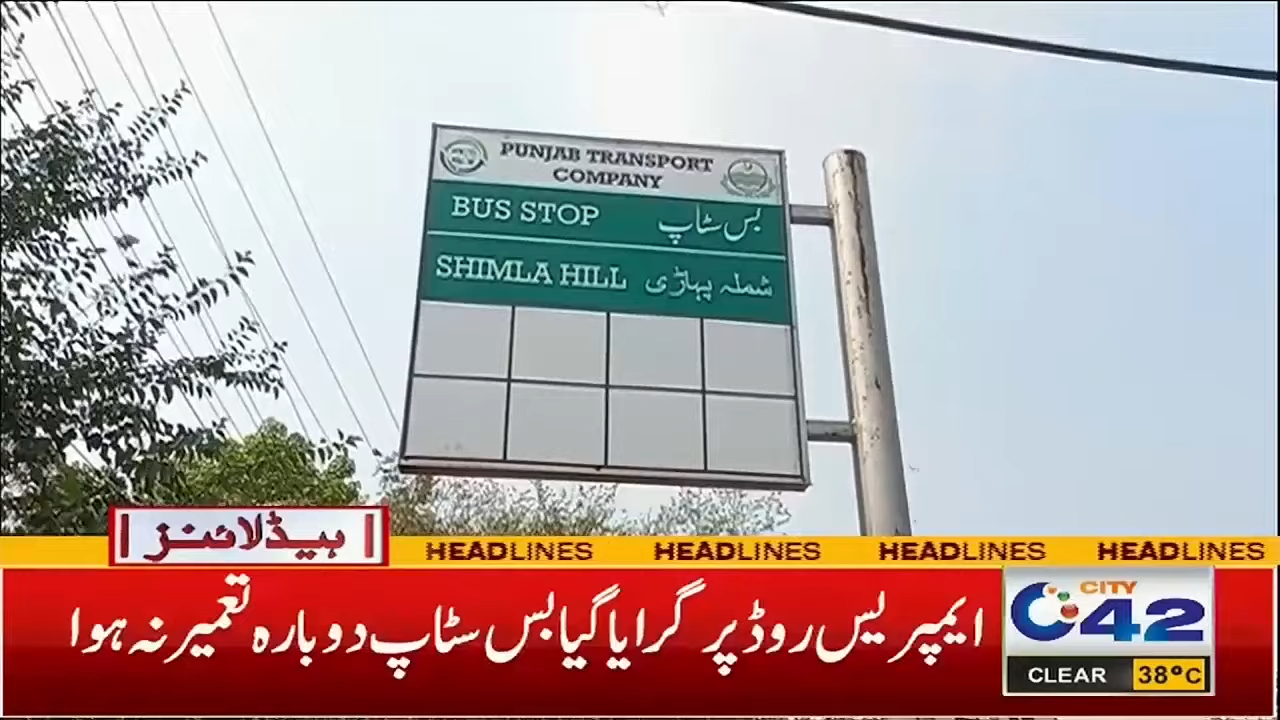 PUNJAB TRANSPORT
COMPANY
BUS STOP بس سٹاپ
SHIMLA HILL شملہ پہاڑی
ہیڈلائنز
HEADLINES HEADLINES HEADLINES HEADLINES
ایمپریس روڈ پر گرایا گیا بس سٹاپ دوبارہ تعمیر نہ ہوا
CITY
42
CLEAR 38°C